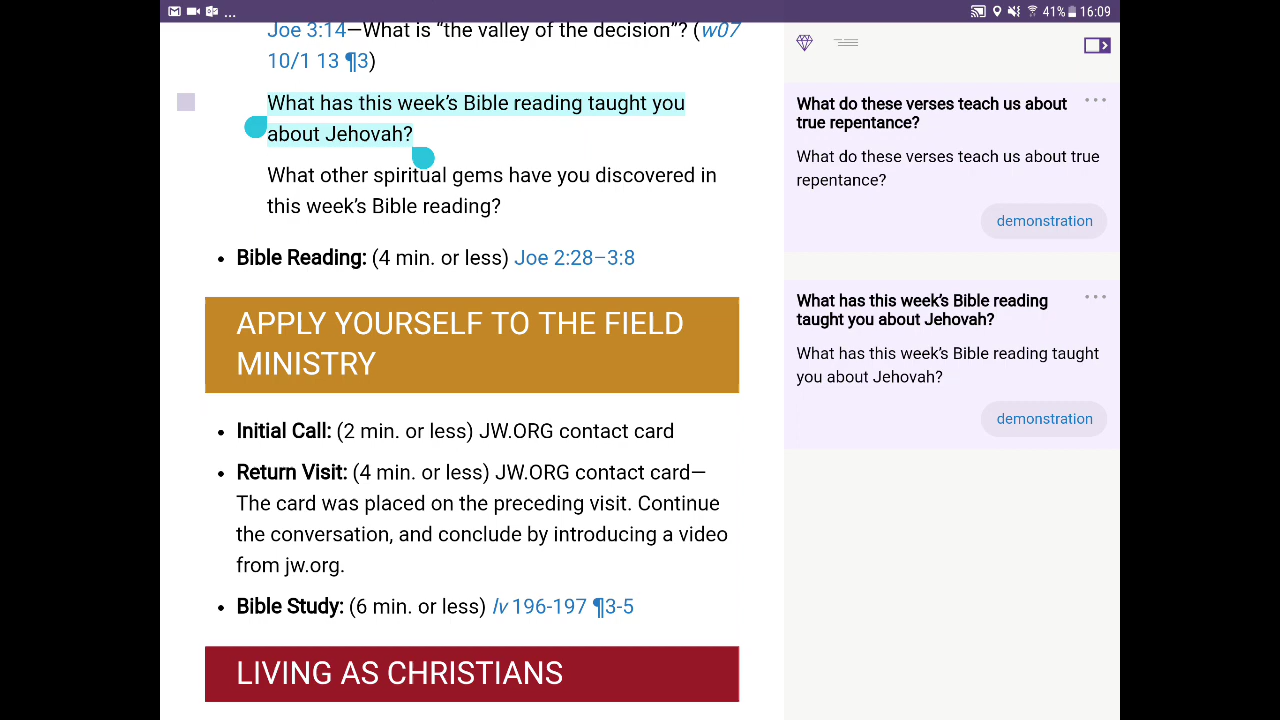 ... 41% 16:09
Joe 3:14—What is “the valley of the decision”? (w07
10/1 13 ¶3)
What has this week’s Bible reading taught you
about Jehovah?
What other spiritual gems have you discovered in
this week’s Bible reading?
• Bible Reading: (4 min. or less) Joe 2:28–3:8
APPLY YOURSELF TO THE FIELD
MINISTRY
• Initial Call: (2 min. or less) JW.ORG contact card
• Return Visit: (4 min. or less) JW.ORG contact card—
The card was placed on the preceding visit. Continue
the conversation, and conclude by introducing a video
from jw.org.
• Bible Study: (6 min. or less) lv 196-197 ¶3-5
LIVING AS CHRISTIANS
What do these verses teach us about
true repentance?
What do these verses teach us about true
repentance?
demonstration
What has this week’s Bible reading
taught you about Jehovah?
What has this week’s Bible reading taught
you about Jehovah?
demonstration